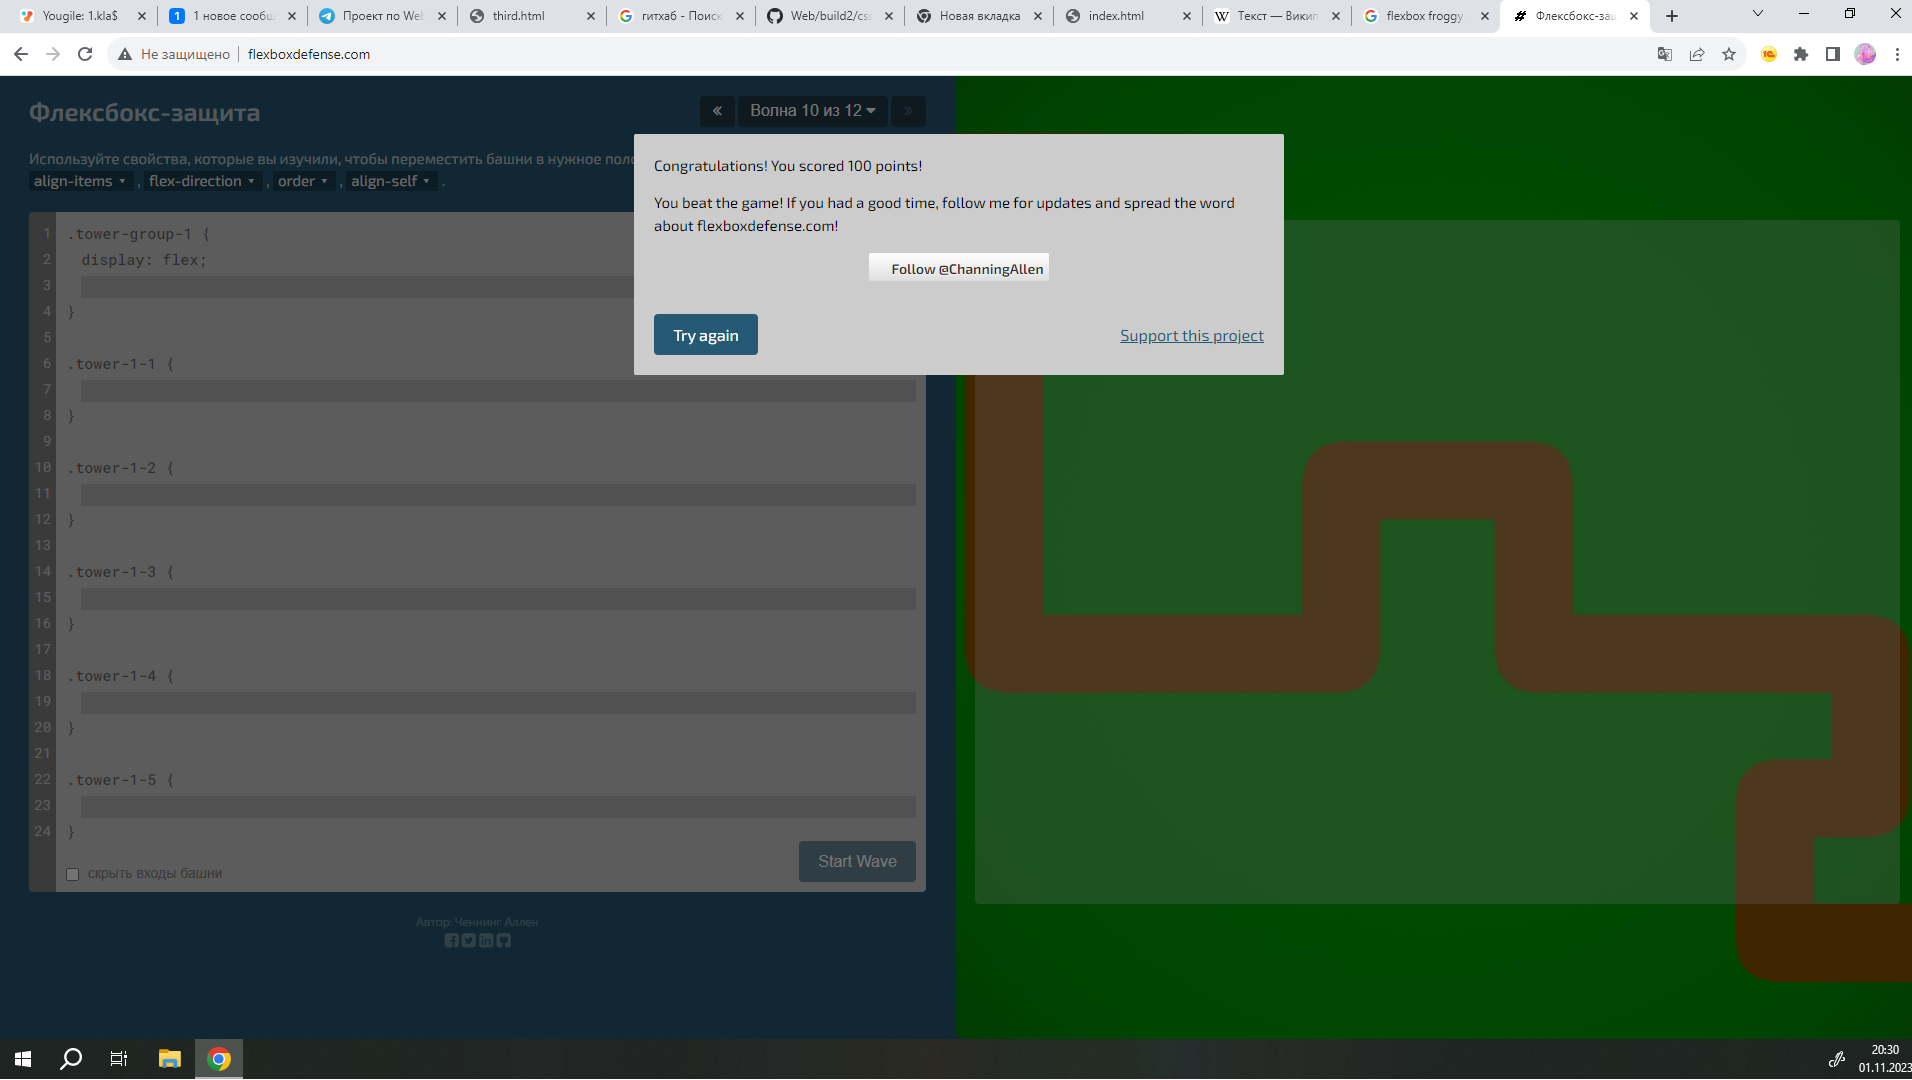 Yougile: 1.kla$
1 новое сообщ
Проект по Web
third.html
гитхаб - Поиск
Web/build2/css
Новая вкладка
index.html
Текст — Викип
flexbox froggy
Флексбокс-защ
Не защищено
flexboxdefense.com
Флексбокс-защита
« Волна 10 из 12 »
Используйте свойства, которые вы изучили, чтобы переместить башни в нужное поло
align-items , flex-direction , order , align-self .
Congratulations! You scored 100 points!
You beat the game! If you had a good time, follow me for updates and spread the word
about flexboxdefense.com!
Follow @ChanningAllen
Try again
Support this project
1 .tower-group-1 {
2 display: flex;
3
4 }
5
6 .tower-1-1 {
7
8 }
9
10 .tower-1-2 {
11
12 }
13
14 .tower-1-3 {
15
16 }
17
18 .tower-1-4 {
19
20 }
21
22 .tower-1-5 {
23
24 }
скрыть входы башни
Start Wave
Автор: Ченнинг Аллен
20:30
01.11.2023